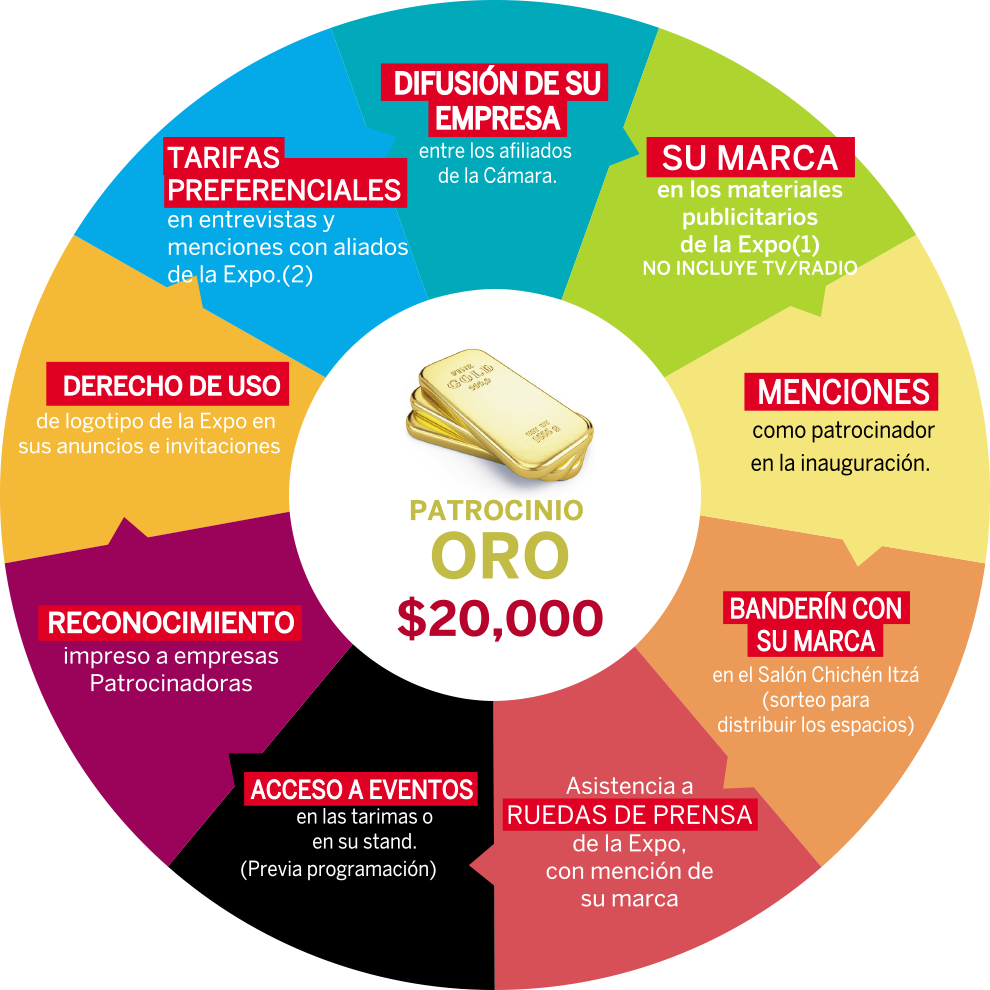 DIFUSIÓN DE SU
EMPRESA
entre los afiliados
de la Cámara.
SU MARCA
en los materiales
publicitarios
de la Expo(1)
NO INCLUYE TV/RADIO
MENCIONES
como patrocinador
en la inauguración.
BANDERÍN CON
SU MARCA
en el Salón Chichén Itzá
(sorteo para
distribuir los espacios)
Asistencia a
RUEDAS DE PRENSA
de la Expo,
con mención de
su marca
ACCESO A EVENTOS
en las tarimas o
en su stand.
(Previa programación)
RECONOCIMIENTO
impreso a empresas
Patrocinadoras
DERECHO DE USO
de logotipo de la Expo en
sus anuncios e invitaciones
TARIFAS
PREFERENCIALES
en entrevistas y
menciones con aliados
de la Expo.(2)
GOLD
999,9
PATROCINIO
ORO
$20,000